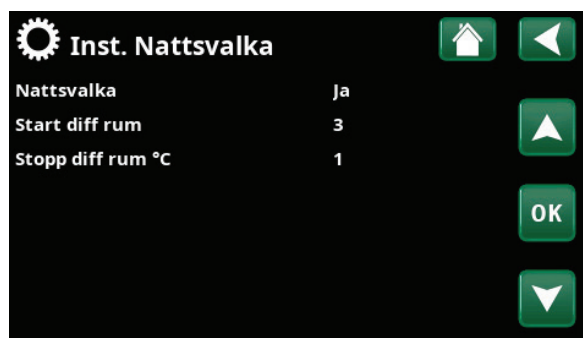 Inst. Nattsvalka
Nattsvalka Ja
Start diff rum 3
Stopp diff rum °C 1
OK